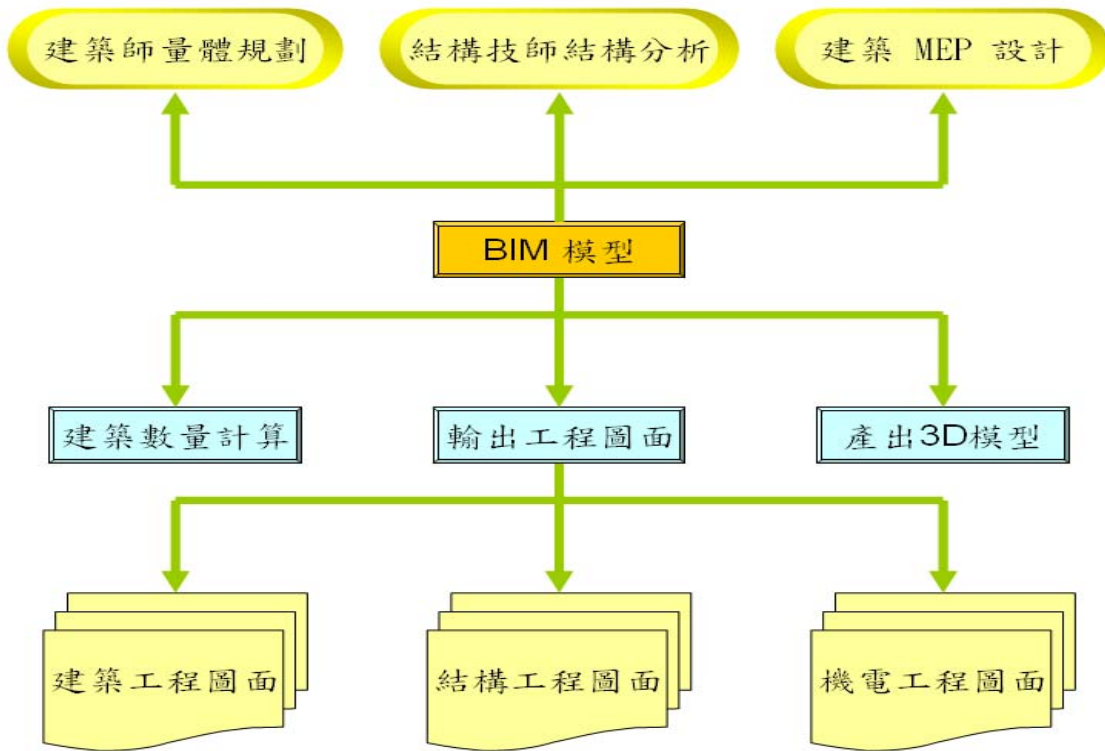 建築師量體規劃
結構技師結構分析
建築 MEP 設計
BIM 模型
建築數量計算
輸出工程圖面
產出3D模型
建築工程圖面
結構工程圖面
機電工程圖面